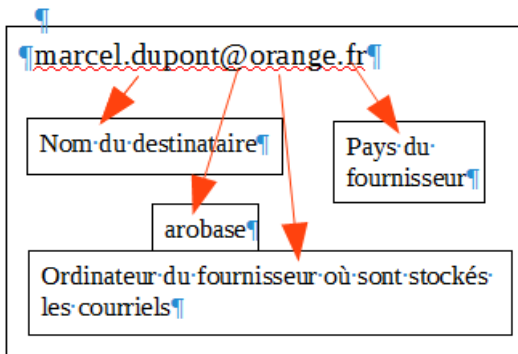 marcel.dupont@orange.fr
Nom du destinataire
Pays du
fournisseur
arobase
Ordinateur du fournisseur où sont stockés
les courriels